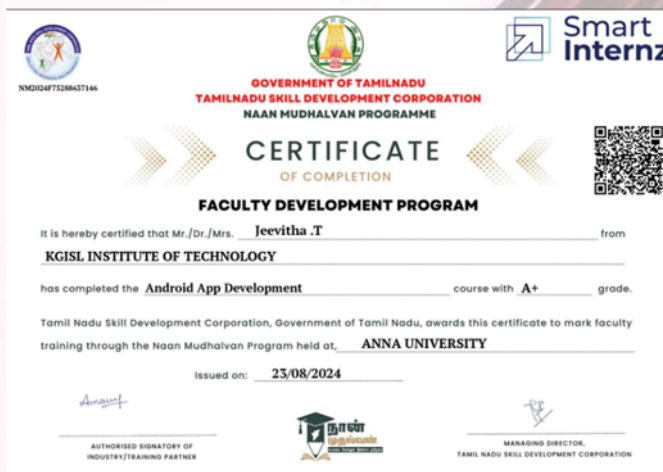 Smart
Internz
NM2024F75288657146
GOVERNMENT OF TAMILNADU
TAMILNADU SKILL DEVELOPMENT CORPORATION
NAAN MUDHALVAN PROGRAMME
CERTIFICATE
OF COMPLETION
FACULTY DEVELOPMENT PROGRAM
It is hereby certified that Mr./Dr./Mrs. Jeevitha .T from
KGISL INSTITUTE OF TECHNOLOGY
has completed the Android App Development course with A+ grade.
Tamil Nadu Skill Development Corporation, Government of Tamil Nadu, awards this certificate to mark faculty
training through the Naan Mudhalvan Program held at, ANNA UNIVERSITY
Issued on: 23/08/2024
நான்
முதல்வன்
AUTHORISED SIGNATORY OF
INDUSTRY/TRAINING PARTNER
MANAGING DIRECTOR,
TAMIL NADU SKILL DEVELOPMENT CORPORATION